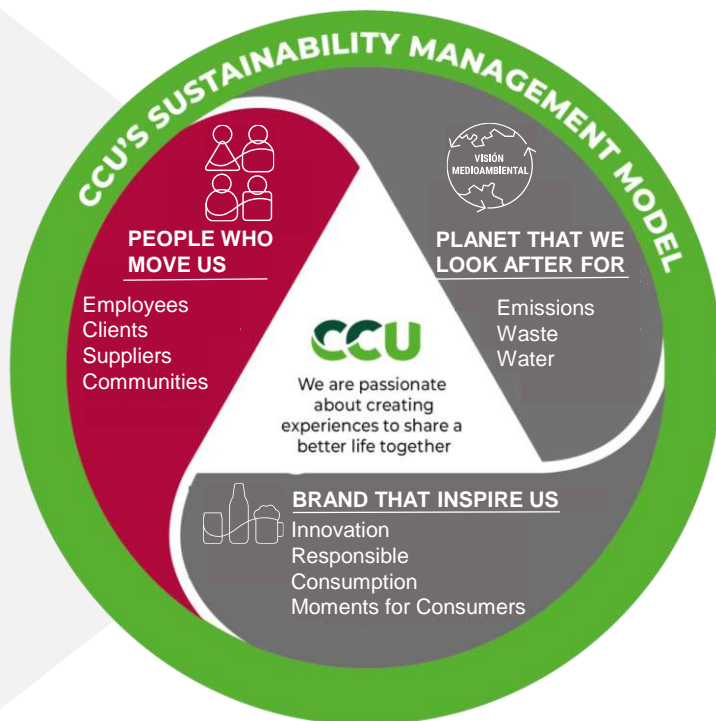 CCU'S SUSTAINABILITY MANAGEMENT MODEL
PEOPLE WHO
MOVE US
Employees
Clients
Suppliers
Communities
VISIÓN
MEDIOAMBIENTAL
PLANET THAT WE
LOOK AFTER FOR
Emissions
Waste
Water
CCU
We are passionate
about creating
experiences to share a
better life together
BRAND THAT INSPIRE US
Innovation
Responsible
Consumption
Moments for Consumers